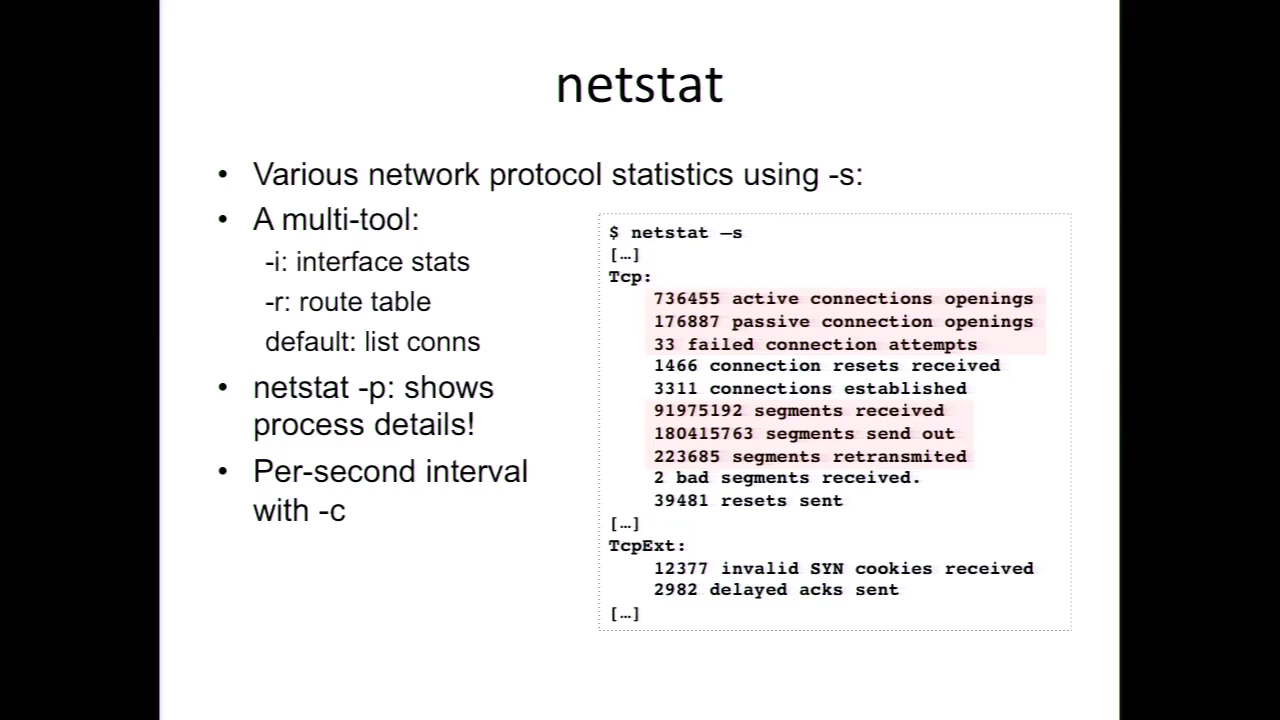 netstat
• Various network protocol statistics using -s:
• A multi-tool:
-i: interface stats
-r: route table
default: list conns
• netstat -p: shows
process details!
• Per-second interval
with -c
$ netstat –s
[…]
Tcp:
736455 active connections openings
176887 passive connection openings
33 failed connection attempts
1466 connection resets received
3311 connections established
91975192 segments received
180415763 segments send out
223685 segments retransmited
2 bad segments received.
39481 resets sent
[…]
TcpExt:
12377 invalid SYN cookies received
2982 delayed acks sent
[…]